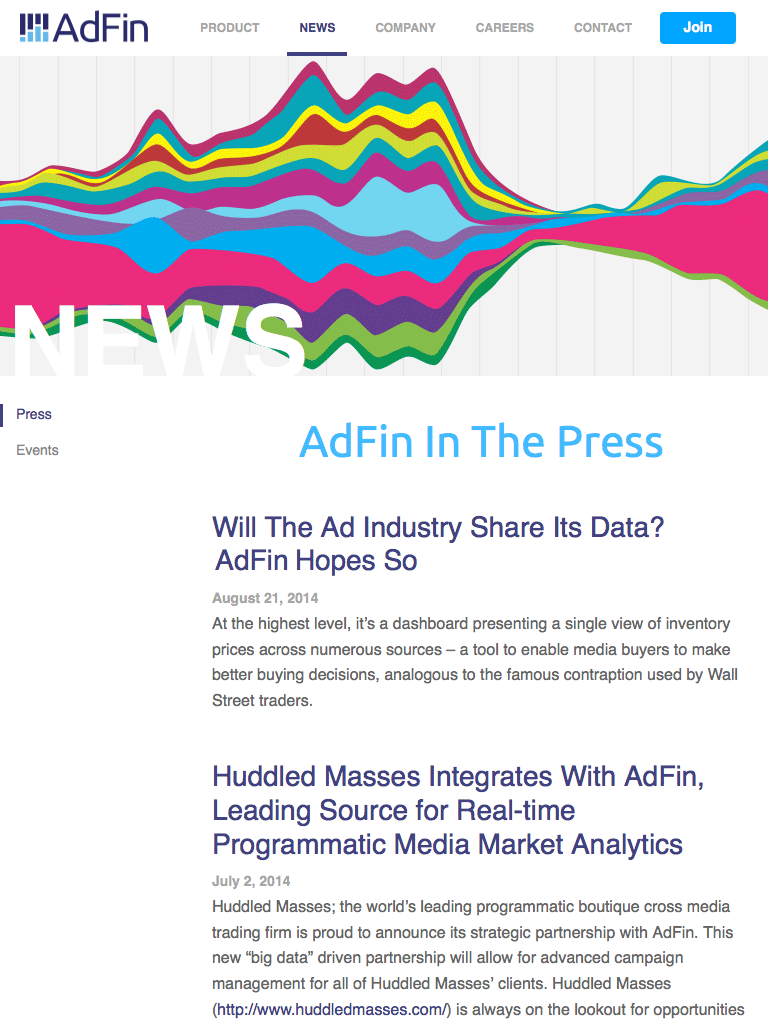 AdFin
PRODUCT
NEWS
COMPANY
CAREERS
CONTACT
Join
NEWS
Press
Events
AdFin In The Press
Will The Ad Industry Share Its Data?
AdFin Hopes So
August 21, 2014
At the highest level, it’s a dashboard presenting a single view of inventory
prices across numerous sources – a tool to enable media buyers to make
better buying decisions, analogous to the famous contraption used by Wall
Street traders.
Huddled Masses Integrates With AdFin,
Leading Source for Real-time
Programmatic Media Market Analytics
July 2, 2014
Huddled Masses; the world’s leading programmatic boutique cross media
trading firm is proud to announce its strategic partnership with AdFin. This
new “big data” driven partnership will allow for advanced campaign
management for all of Huddled Masses’ clients. Huddled Masses
(http://www.huddledmasses.com/) is always on the lookout for opportunities